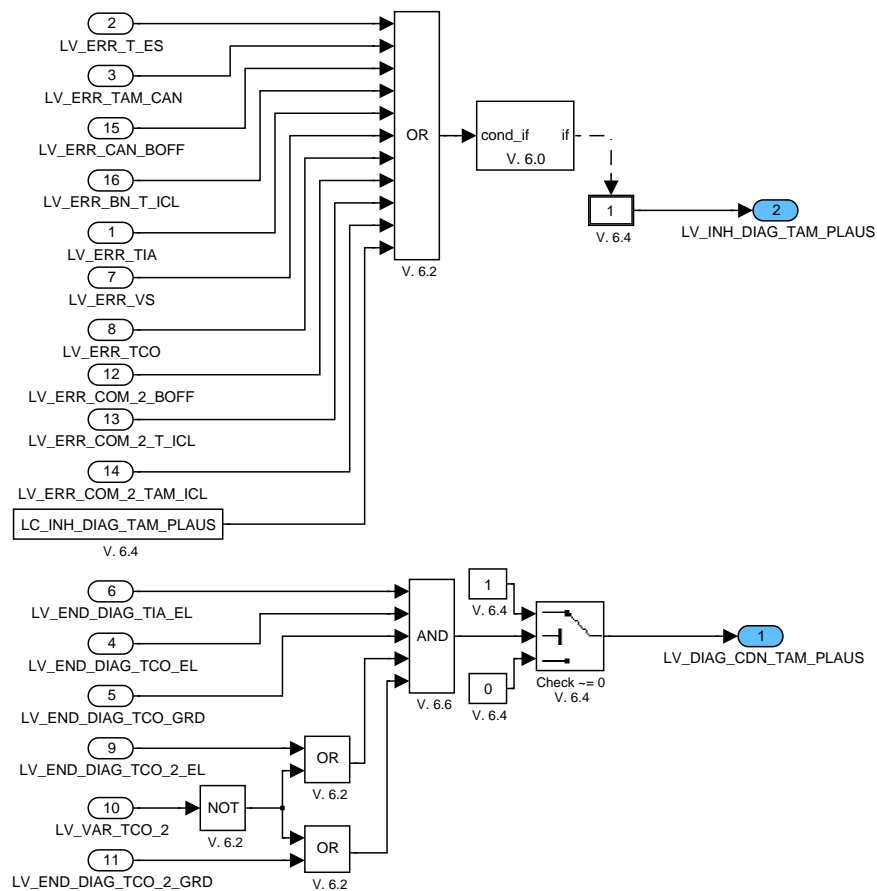 2
LV_ERR_T_ES
3
LV_ERR_TAM_CAN
15
LV_ERR_CAN_BOFF
16
LV_ERR_BN_T_ICL
1
LV_ERR_TIA
7
LV_ERR_VS
8
LV_ERR_TCO
12
LV_ERR_COM_2_BOFF
13
LV_ERR_COM_2_T_ICL
14
LV_ERR_COM_2_TAM_ICL
LC_INH_DIAG_TAM_PLAUS
V. 6.4
OR
V. 6.2
cond_if if
V. 6.0
1
V. 6.4
2
LV_INH_DIAG_TAM_PLAUS
6
LV_END_DIAG_TIA_EL
4
LV_END_DIAG_TCO_EL
5
LV_END_DIAG_TCO_GRD
9
LV_END_DIAG_TCO_2_EL
10
LV_VAR_TCO_2
11
LV_END_DIAG_TCO_2_GRD
NOT
V. 6.2
OR
V. 6.2
OR
V. 6.2
AND
V. 6.6
1
V. 6.4
0
V. 6.4
Check ~= 0
V. 6.4
1
LV_DIAG_CDN_TAM_PLAUS